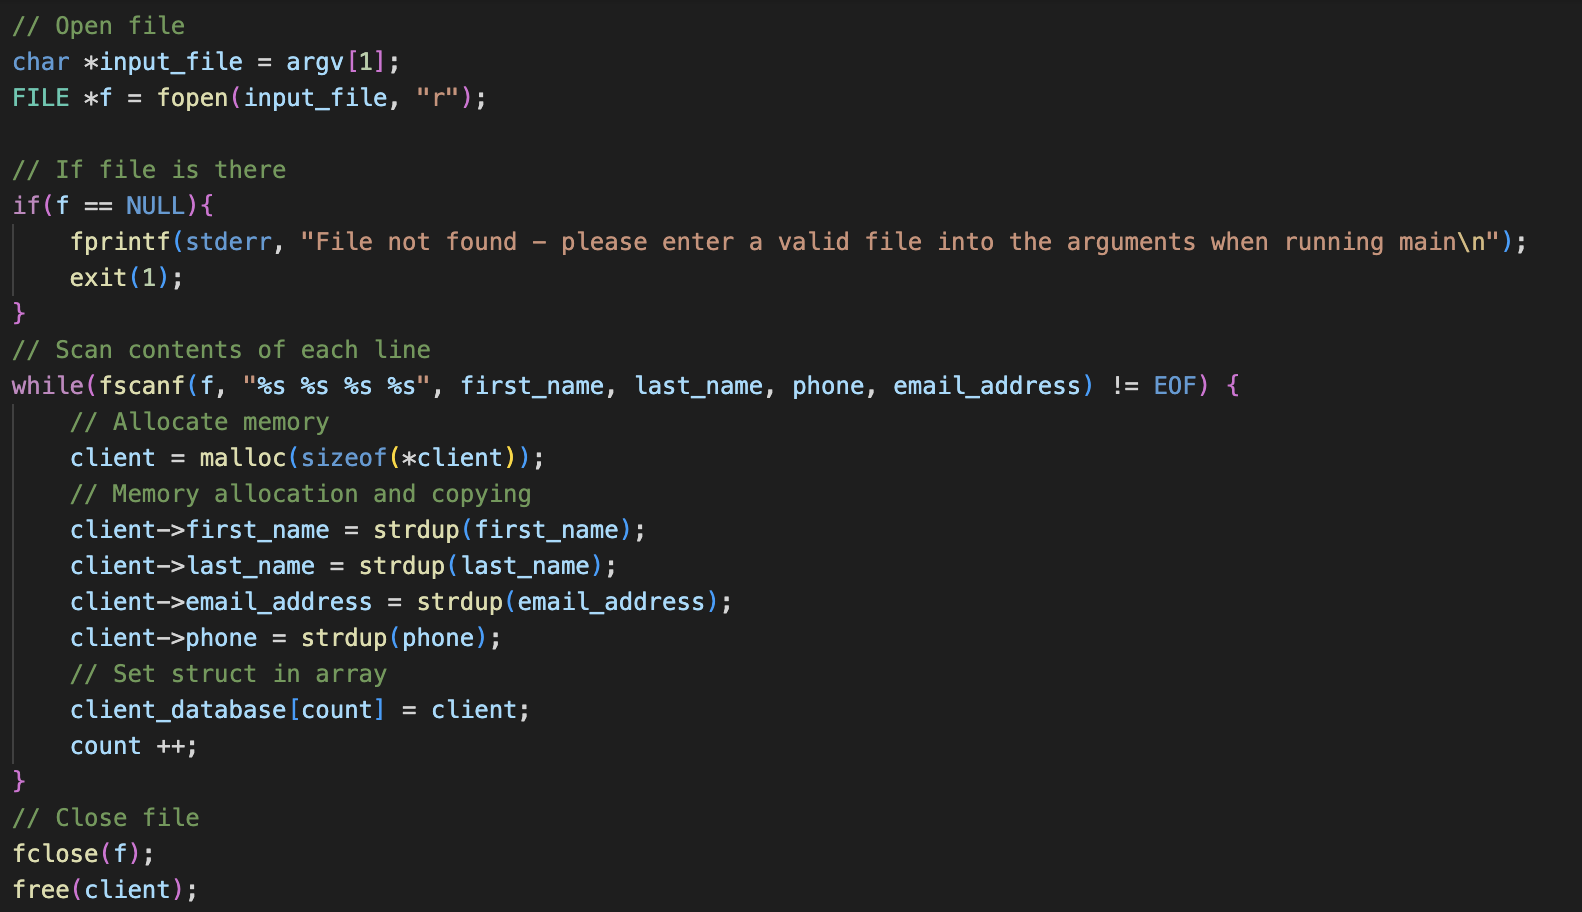 // Open file
char *input_file = argv[1];
FILE *f = fopen(input_file, "r");
// If file is there
if(f == NULL){
fprintf(stderr, "File not found - please enter a valid file into the arguments when running main\n");
exit(1);
}
// Scan contents of each line
while(fscanf(f, "%s %s %s %s", first_name, last_name, phone, email_address) != EOF) {
// Allocate memory
client = malloc(sizeof(*client));
// Memory allocation and copying
client->first_name = strdup(first_name);
client->last_name = strdup(last_name);
client->email_address = strdup(email_address);
client->phone = strdup(phone);
// Set struct in array
client_database[count] = client;
count ++;
}
// Close file
fclose(f);
free(client);